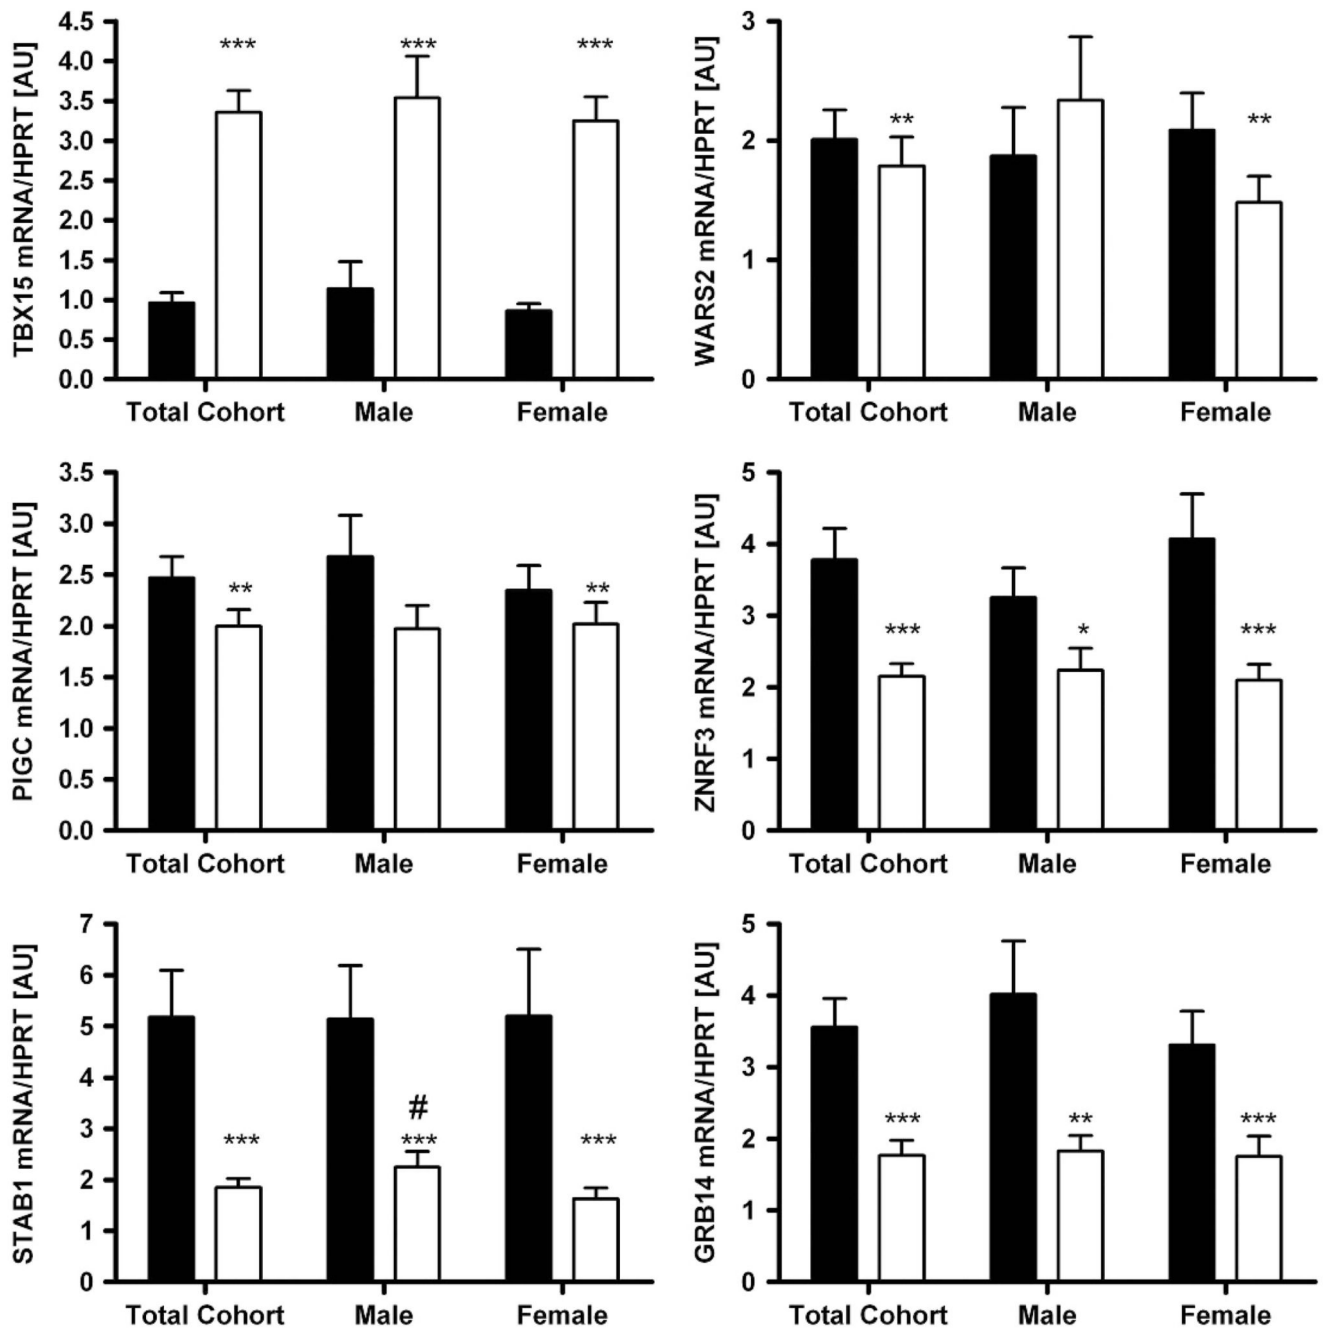 TBX15 mRNA/HPRT [AU]
4.5
4.0
3.5
3.0
2.5
2.0
1.5
1.0
0.5
0.0
*** *** ***
Total Cohort Male Female
WARS2 mRNA/HPRT [AU]
3
2
1
0
** **
Total Cohort Male Female
PIGC mRNA/HPRT [AU]
3.5
3.0
2.5
2.0
1.5
1.0
0.5
0.0
** **
Total Cohort Male Female
ZNRF3 mRNA/HPRT [AU]
5
4
3
2
1
0
*** * ***
Total Cohort Male Female
STAB1 mRNA/HPRT [AU]
7
6
5
4
3
2
1
0
#
*** *** ***
Total Cohort Male Female
GRB14 mRNA/HPRT [AU]
5
4
3
2
1
0
*** ** ***
Total Cohort Male Female